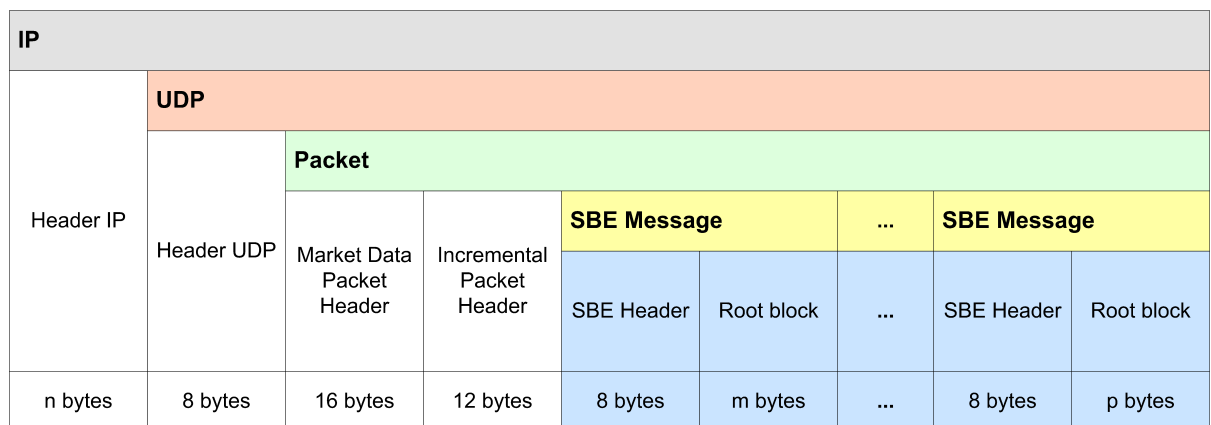 IP
UDP
Packet
Header IP
Header UDP
Market Data
Packet
Header
Incremental
Packet
Header
SBE Message
...
SBE Message
SBE Header
Root block
...
SBE Header
Root block
n bytes
8 bytes
16 bytes
12 bytes
8 bytes
m bytes
...
8 bytes
p bytes